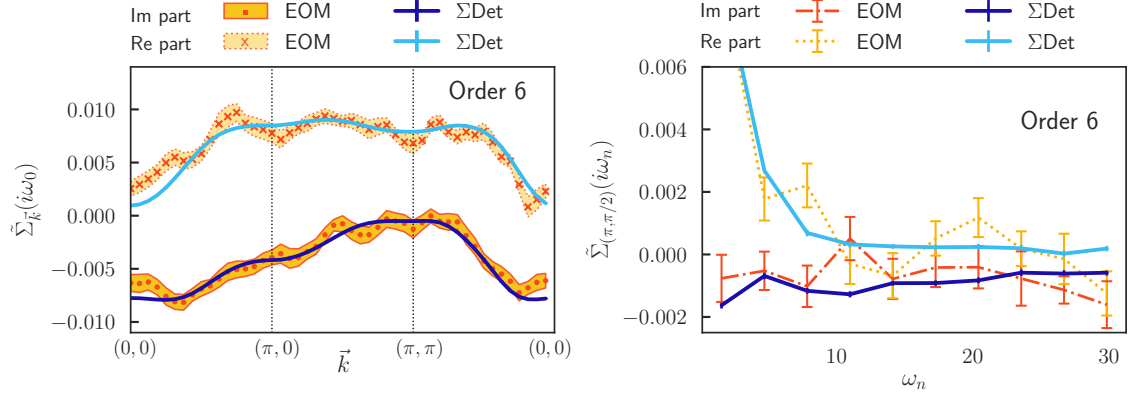 Im part EOM ΣDet
Re part EOM ΣDet
Order 6
0.010
0.005
0.000
−0.005
−0.010
Σ̃_k⃗(iω₀)
(0, 0) (π, 0) (π, π) (0, 0)
k⃗
Im part EOM ΣDet
Re part EOM ΣDet
Order 6
0.006
0.004
0.002
0.000
−0.002
Σ̃_(π.π/2)(iωₙ)
10 20 30
ωₙ